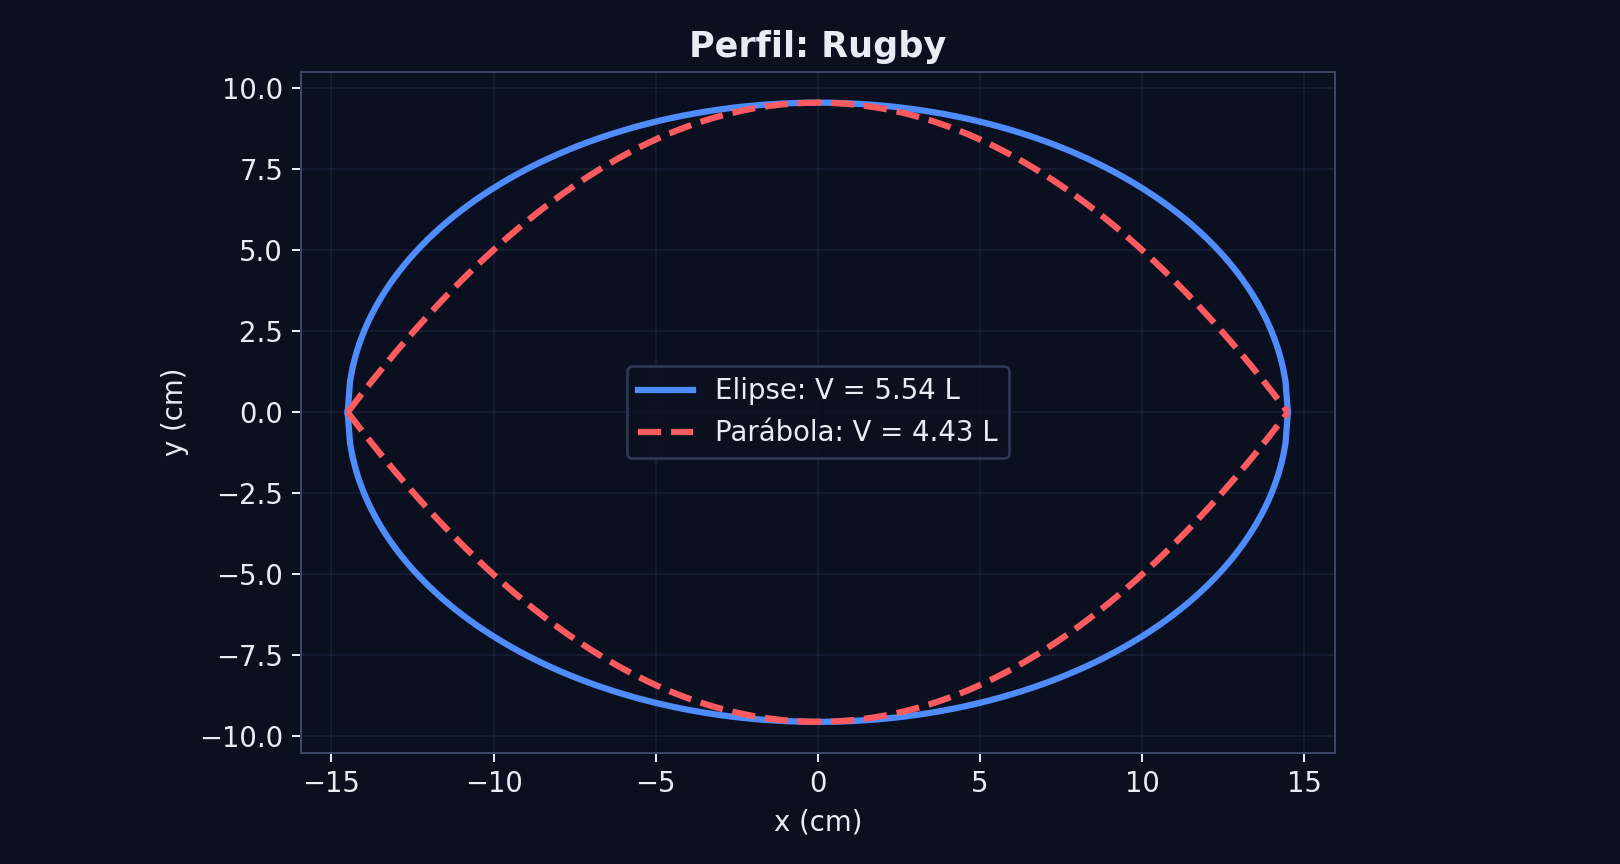 Perfil: Rugby
10.0
7.5
5.0
2.5
0.0
−2.5
−5.0
−7.5
−10.0
y (cm)
Elipse: V = 5.54 L
Parábola: V = 4.43 L
−15 −10 −5 0 5 10 15
x (cm)